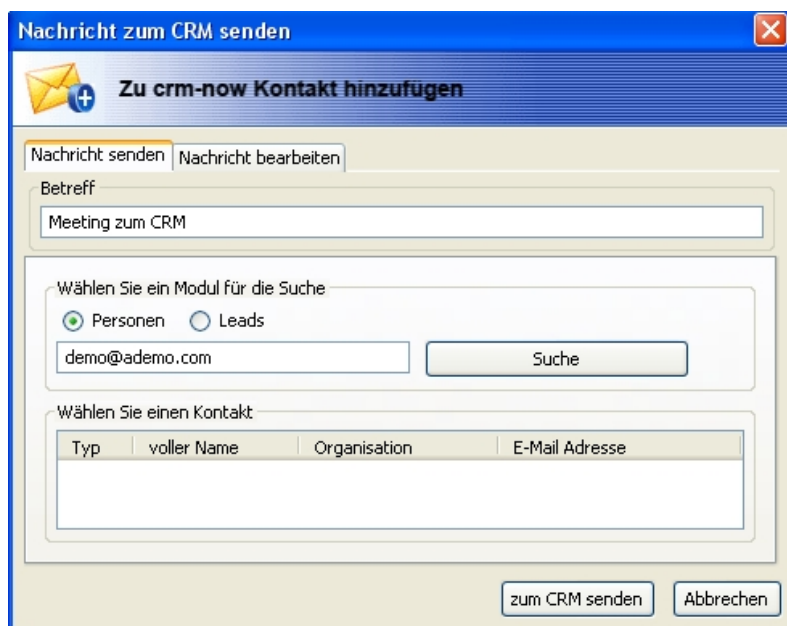 Nachricht zum CRM senden
Zu crm-now Kontakt hinzufügen
Nachricht senden Nachricht bearbeiten
Betreff
Meeting zum CRM
Wählen Sie ein Modul für die Suche
Personen Leads
demo@ademo.com Suche
Wählen Sie einen Kontakt
Typ voller Name Organisation E-Mail Adresse
zum CRM senden Abbrechen